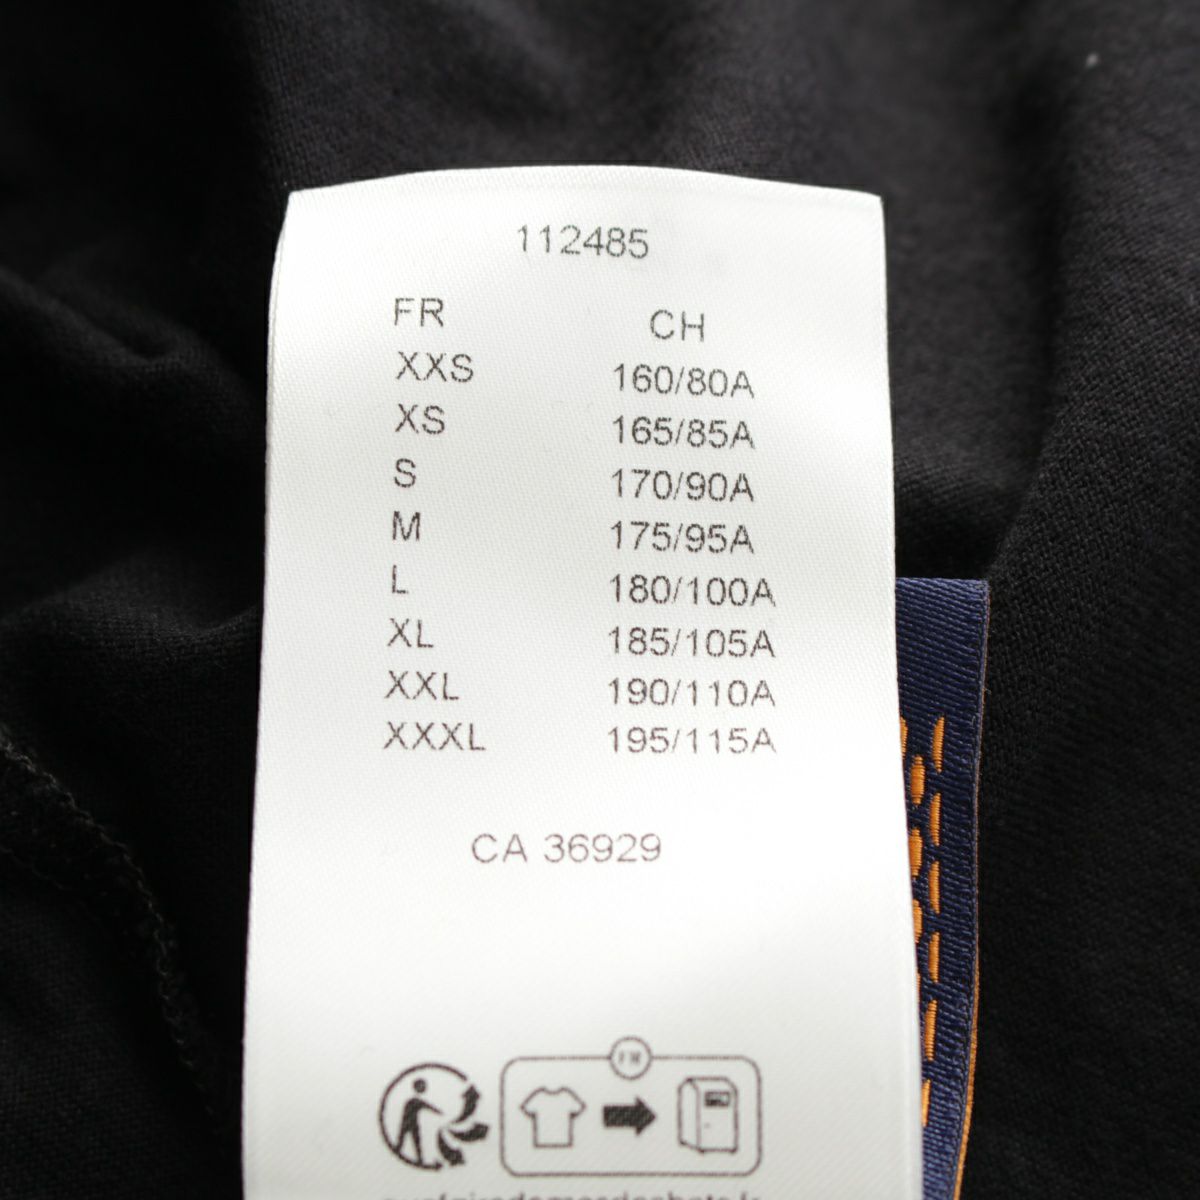 112485
FR CH
XXS 160/80A
XS 165/85A
S 170/90A
M 175/95A
L 180/100A
XL 185/105A
XXL 190/110A
XXXL 195/115A
CA 36929
FR